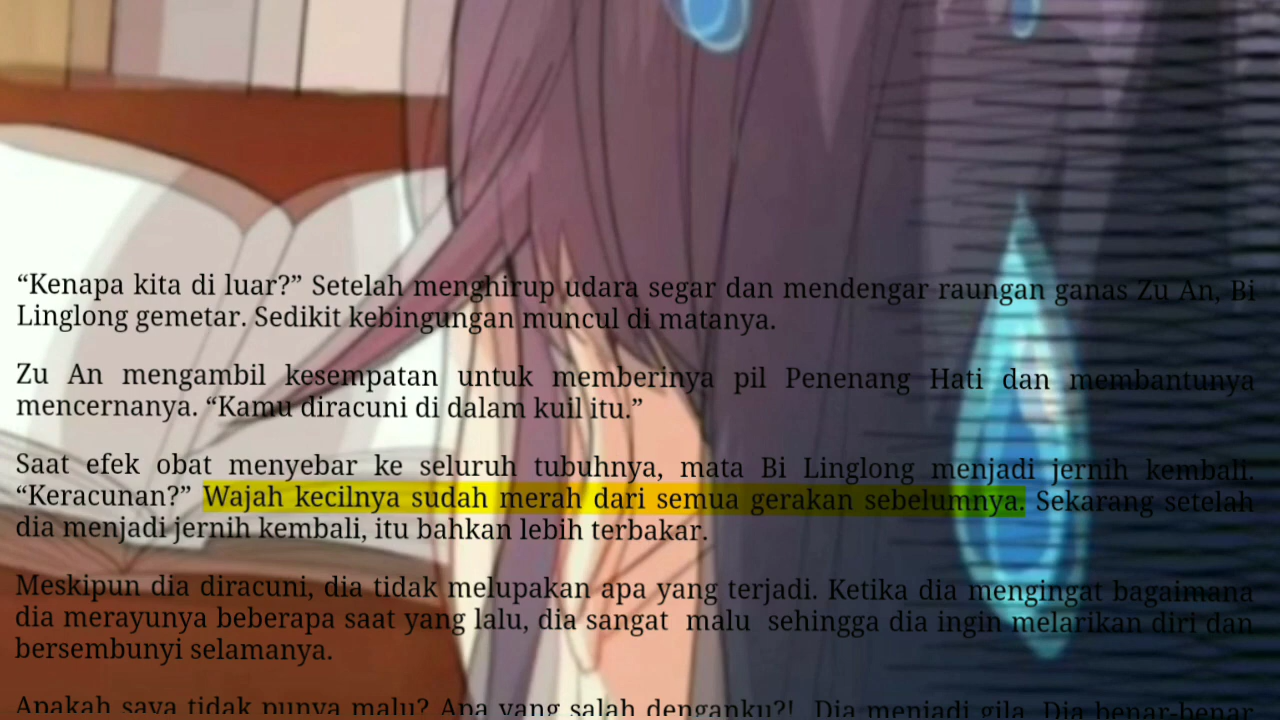 “Kenapa kita di luar?” Setelah menghirup udara segar dan mendengar raungan ganas Zu An, Bi
Linglong gemetar. Sedikit kebingungan muncul di matanya.
Zu An mengambil kesempatan untuk memberinya pil Penenang Hati dan membantunya
mencernanya. “Kamu diracuni di dalam kuil itu.”
Saat efek obat menyebar ke seluruh tubuhnya, mata Bi Linglong menjadi jernih kembali.
“Keracunan?” Wajah kecilnya sudah merah dari semua gerakan sebelumnya. Sekarang setelah
dia menjadi jernih kembali, itu bahkan lebih terbakar.
Meskipun dia diracuni, dia tidak melupakan apa yang terjadi. Ketika dia mengingat bagaimana
dia merayunya beberapa saat yang lalu, dia sangat malu sehingga dia ingin melarikan diri dan
bersembunyi selamanya.
Apakah saya tidak punya malu? Apa yang salah denganku?! Dia menjadi gila. Dia benar-benar